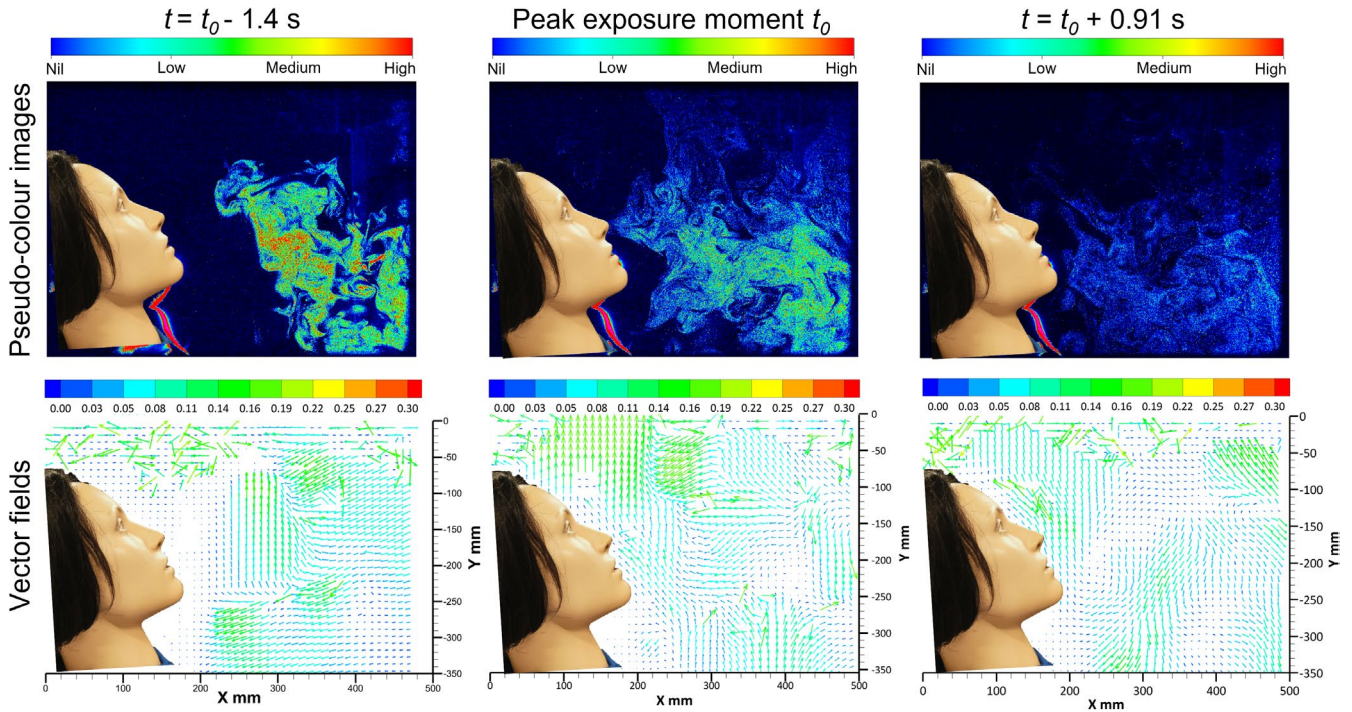 t = t0 - 1.4 s
Peak exposure moment t0
t = t0 + 0.91 s
Nil Low Medium High
Nil Low Medium High
Nil Low Medium High
Pseudo-colour images
0.00 0.03 0.05 0.08 0.11 0.14 0.16 0.19 0.22 0.25 0.27 0.30
0.00 0.03 0.05 0.08 0.11 0.14 0.16 0.19 0.22 0.25 0.27 0.30
0.00 0.03 0.05 0.08 0.11 0.14 0.16 0.19 0.22 0.25 0.27 0.30
Vector fields
0
-50
-100
-150
-200
-250
-300
-350
Y mm
0 100 200 300 400 500
X mm
0
-50
-100
-150
-200
-250
-300
-350
Y mm
0 100 200 300 400 500
X mm
0
-50
-100
-150
-200
-250
-300
-350
Y mm
0 100 200 300 400 500
X mm